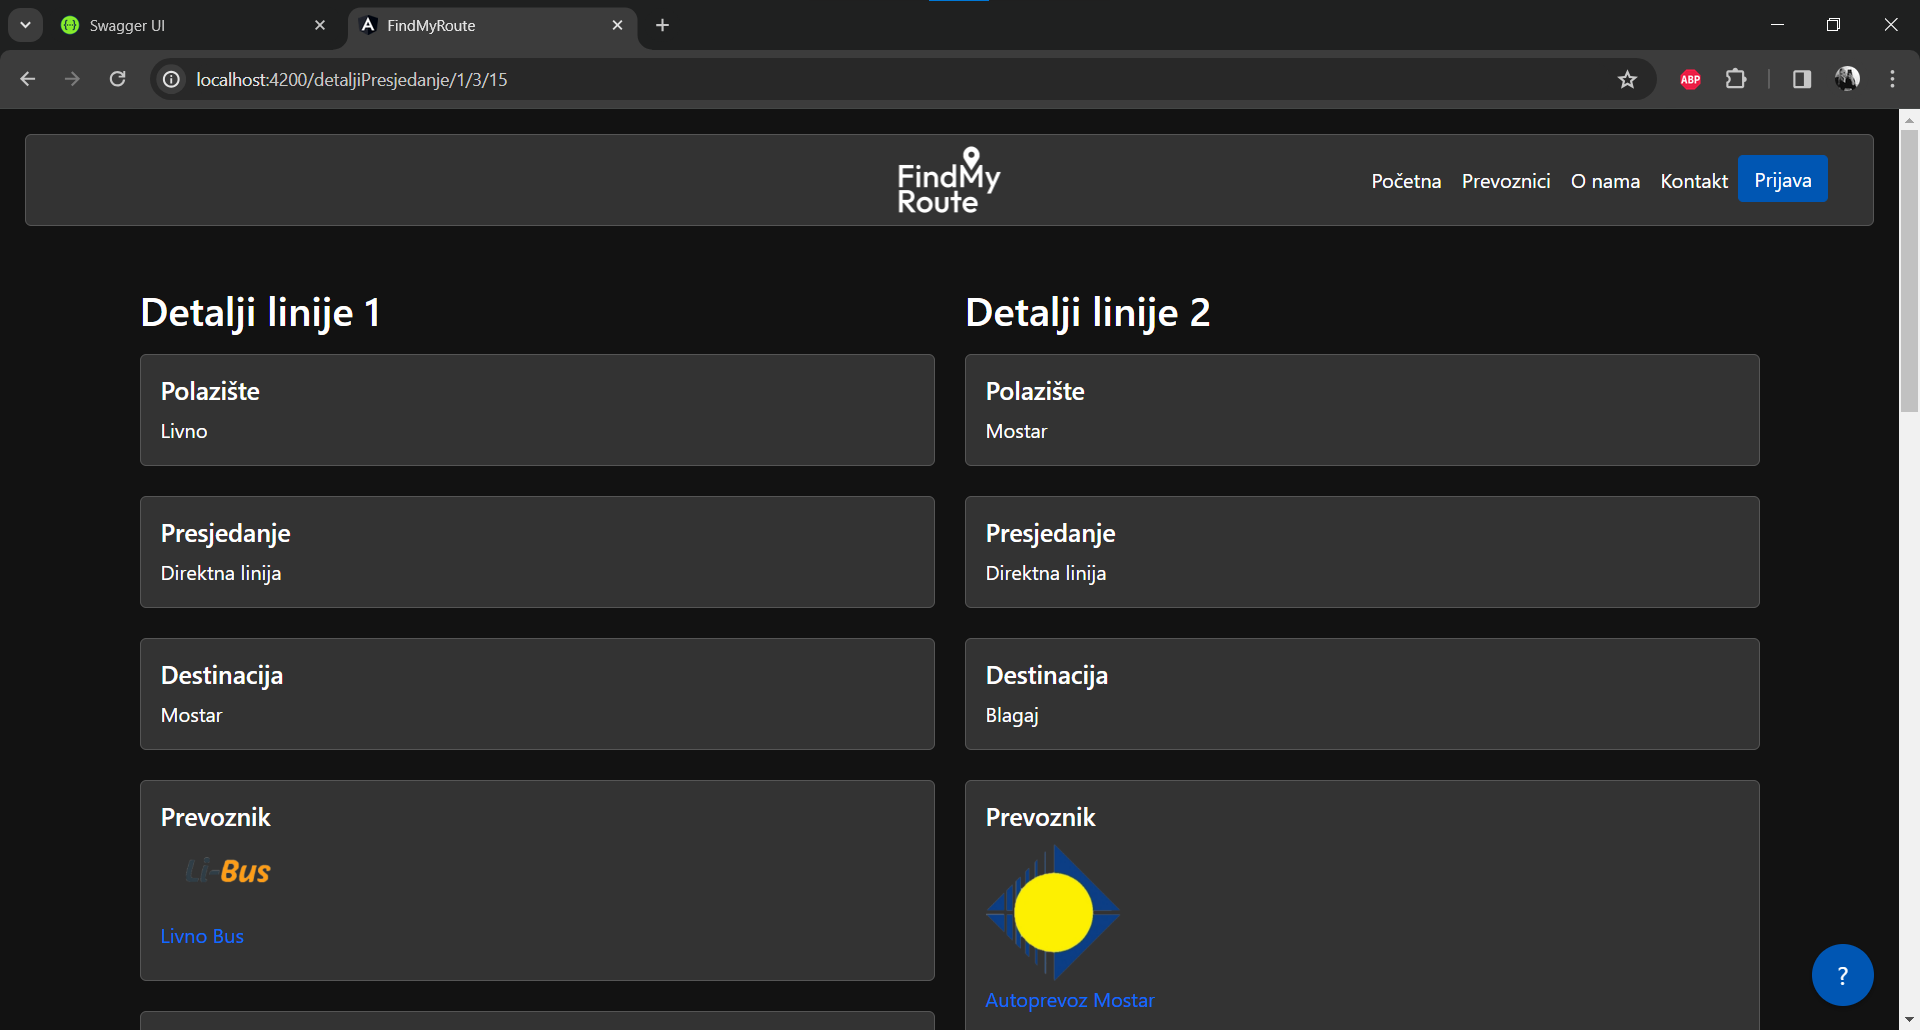 Swagger UI
FindMyRoute
localhost:4200/detaljiPresjedanje/1/3/15
ABP
FindMy
Route
Početna
Prevoznici
O nama
Kontakt
Prijava
Detalji linije 1
Polazište
Livno
Presjedanje
Direktna linija
Destinacija
Mostar
Prevoznik
Li-Bus
Livno Bus
Detalji linije 2
Polazište
Mostar
Presjedanje
Direktna linija
Destinacija
Blagaj
Prevoznik
Autoprevoz Mostar
?